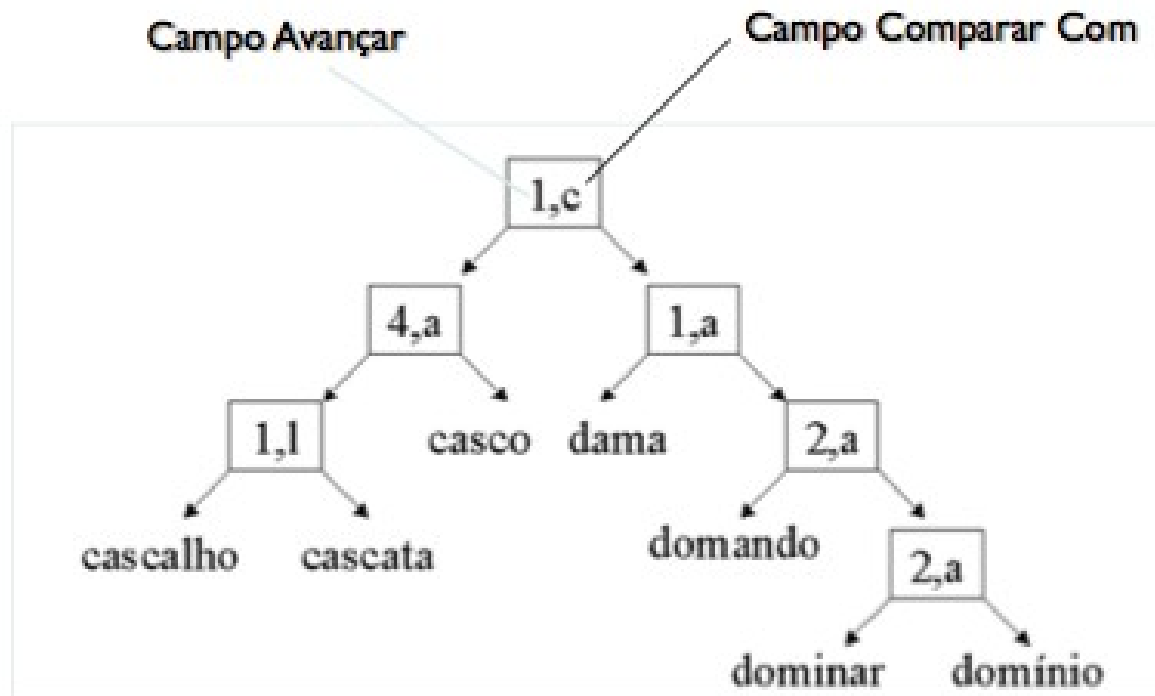 Campo Avançar
Campo Comparar Com
1,c
4,a
1,a
1,l
casco
dama
2,a
cascalho
cascata
domando
2,a
dominar
domínio